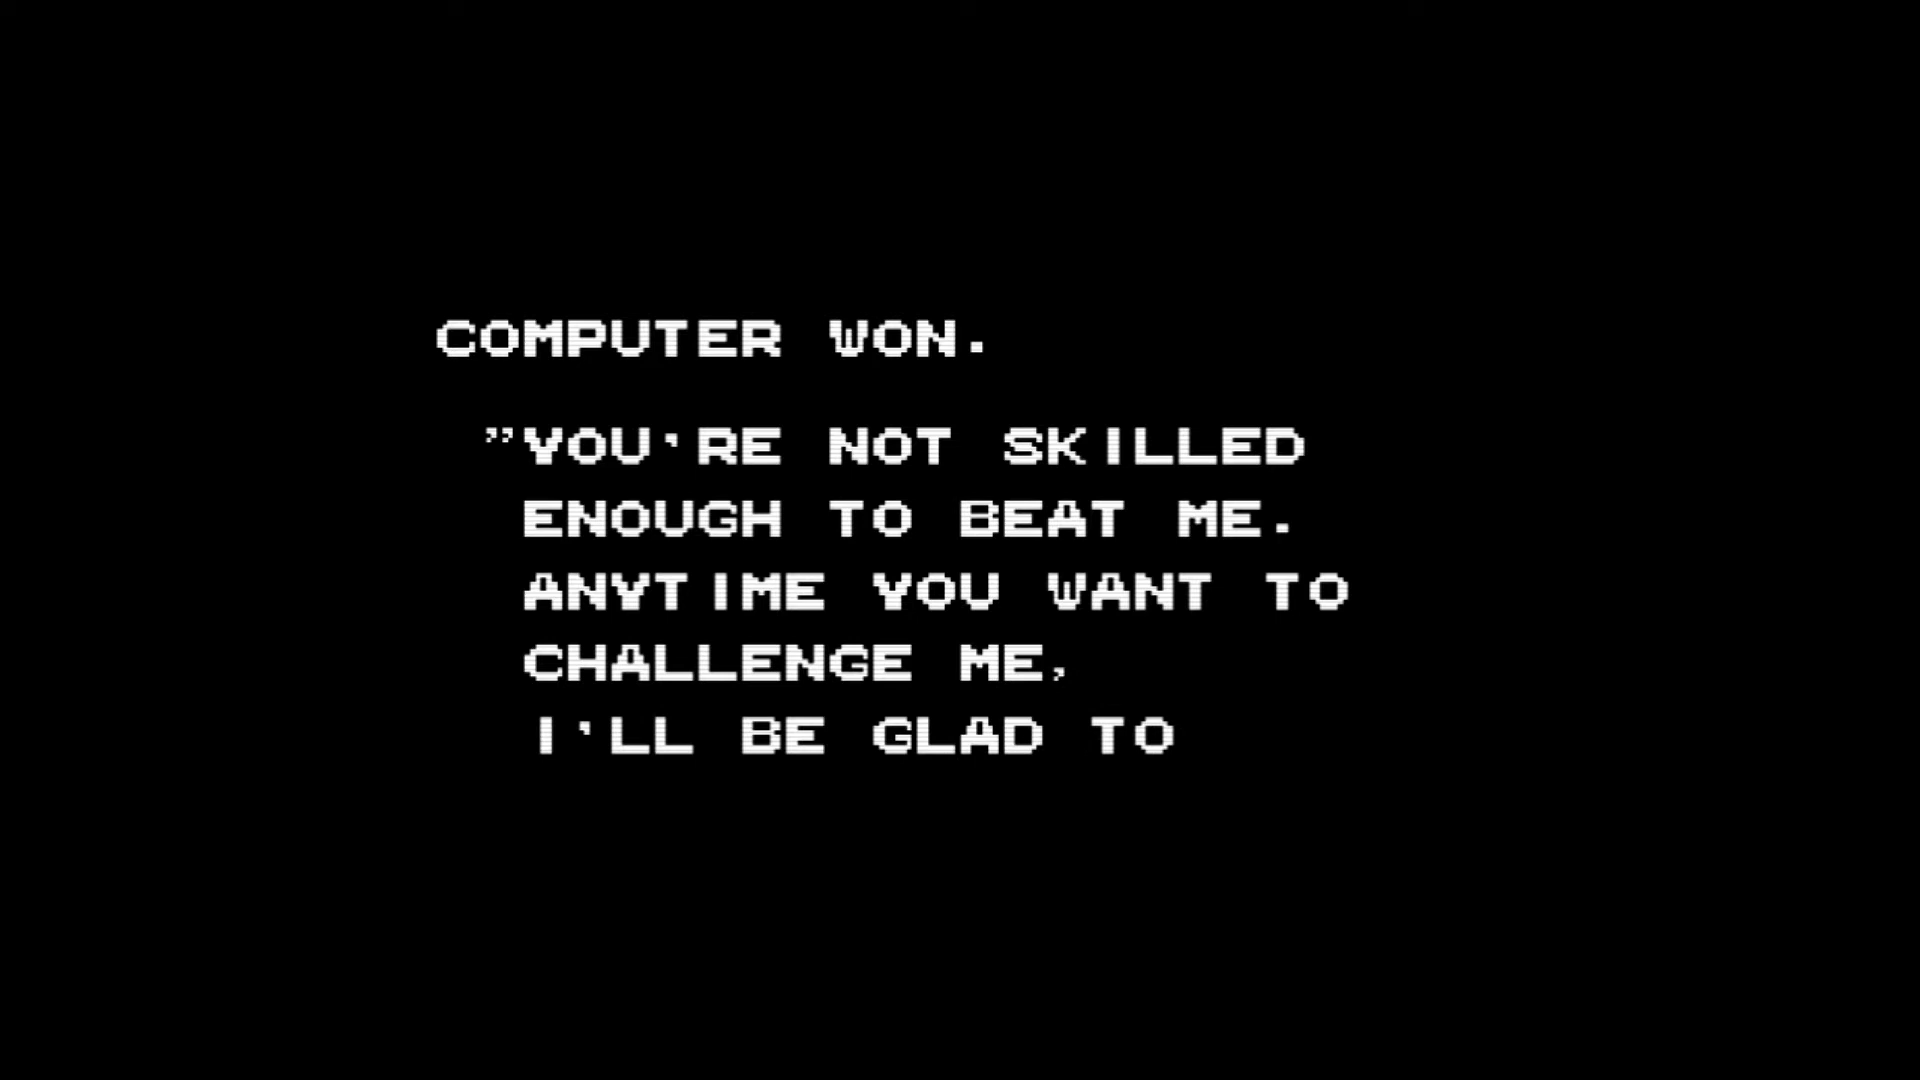 COMPUTER WON.
"YOU'RE NOT SKILLED
ENOUGH TO BEAT ME.
ANYTIME YOU WANT TO
CHALLENGE ME,
I'LL BE GLAD TO